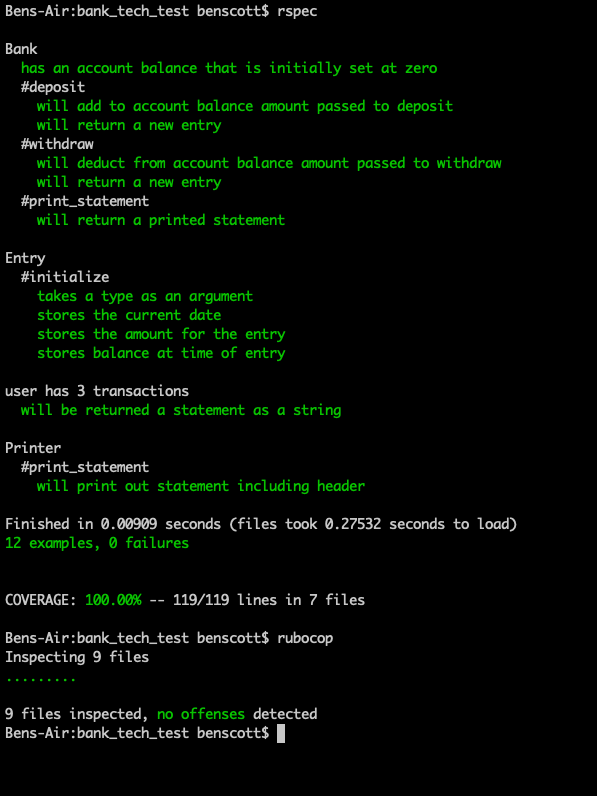 Bens-Air:bank_tech_test benscott$ rspec
Bank
has an account balance that is initially set at zero
#deposit
will add to account balance amount passed to deposit
will return a new entry
#withdraw
will deduct from account balance amount passed to withdraw
will return a new entry
#print_statement
will return a printed statement
Entry
#initialize
takes a type as an argument
stores the current date
stores the amount for the entry
stores balance at time of entry
user has 3 transactions
will be returned a statement as a string
Printer
#print_statement
will print out statement including header
Finished in 0.00909 seconds (files took 0.27532 seconds to load)
12 examples, 0 failures
COVERAGE: 100.00% -- 119/119 lines in 7 files
Bens-Air:bank_tech_test benscott$ rubocop
Inspecting 9 files
.........
9 files inspected, no offenses detected
Bens-Air:bank_tech_test benscott$